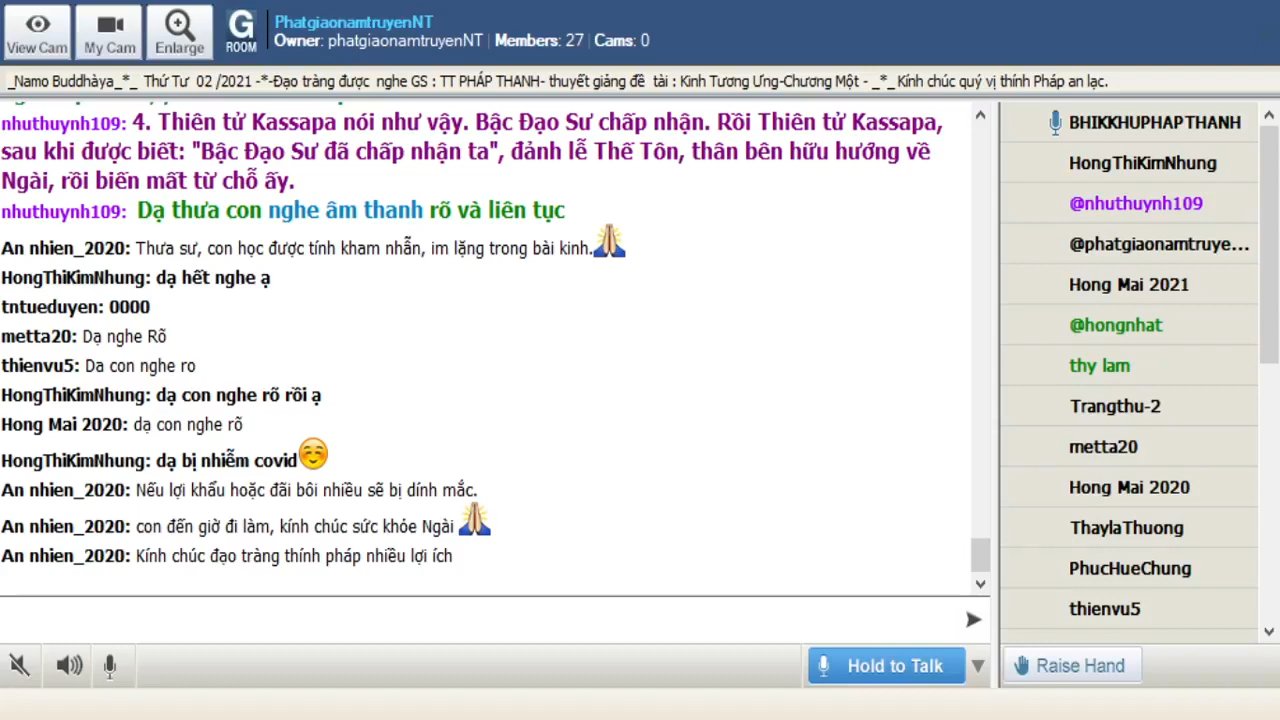 View Cam
My Cam
Enlarge
G
ROOM
PhatgiaonamtruyenNT
Owner: phatgiaonamtruyenNT | Members: 27 | Cams: 0
_Namo Buddhàya_*_ Thứ Tư 02 /2021 -*-Đạo tràng được nghe GS : TT PHÁP THANH- thuyết giảng đề tài : Kinh Tương Ưng-Chương Một - _*_ Kính chúc quý vị thính Pháp an lạc.
nhuthuynh109: 4. Thiên tử Kassapa nói như vậy. Bậc Đạo Sư chấp nhận. Rồi Thiên tử Kassapa,
sau khi được biết: "Bậc Đạo Sư đã chấp nhận ta", đảnh lễ Thế Tôn, thân bên hữu hướng về
Ngài, rồi biến mất từ chỗ ấy.
nhuthuynh109: Dạ thưa con nghe âm thanh rõ và liên tục
An nhien_2020: Thưa sư, con học được tính kham nhẫn, im lặng trong bài kinh.
HongThiKimNhung: dạ hết nghe ạ
tntueduyen: 0000
metta20: Dạ nghe Rõ
thienvu5: Da con nghe ro
HongThiKimNhung: dạ con nghe rõ rồi ạ
Hong Mai 2020: dạ con nghe rõ
HongThiKimNhung: dạ bị nhiễm covid
An nhien_2020: Nếu lợi khẩu hoặc đãi bôi nhiều sẽ bị dính mắc.
An nhien_2020: con đến giờ đi làm, kính chúc sức khỏe Ngài
An nhien_2020: Kính chúc đạo tràng thính pháp nhiều lợi ích
BHIKKHUPHAPTHANH
HongThiKimNhung
@nhuthuynh109
@phatgiaonamtruye...
Hong Mai 2021
@hongnhat
thy lam
Trangthu-2
metta20
Hong Mai 2020
ThaylaThuong
PhucHueChung
thienvu5
Hold to Talk
Raise Hand